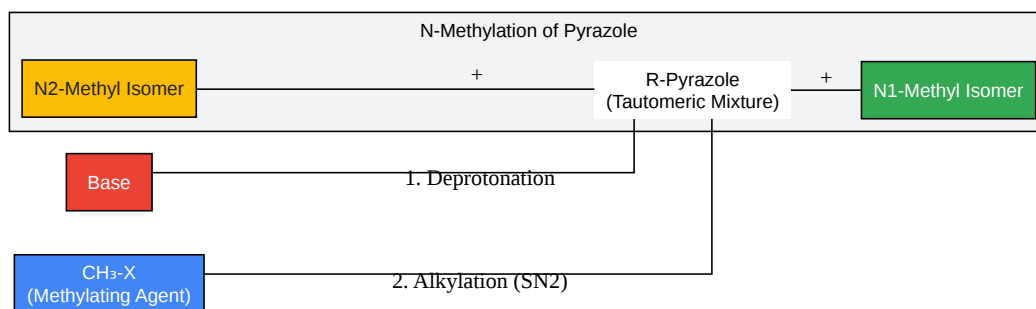 N-Methylation of Pyrazole
N2-Methyl Isomer
+
R-Pyrazole
(Tautomeric Mixture)
+
N1-Methyl Isomer
Base
1. Deprotonation
CH₃-X
(Methylating Agent)
2. Alkylation (SN2)